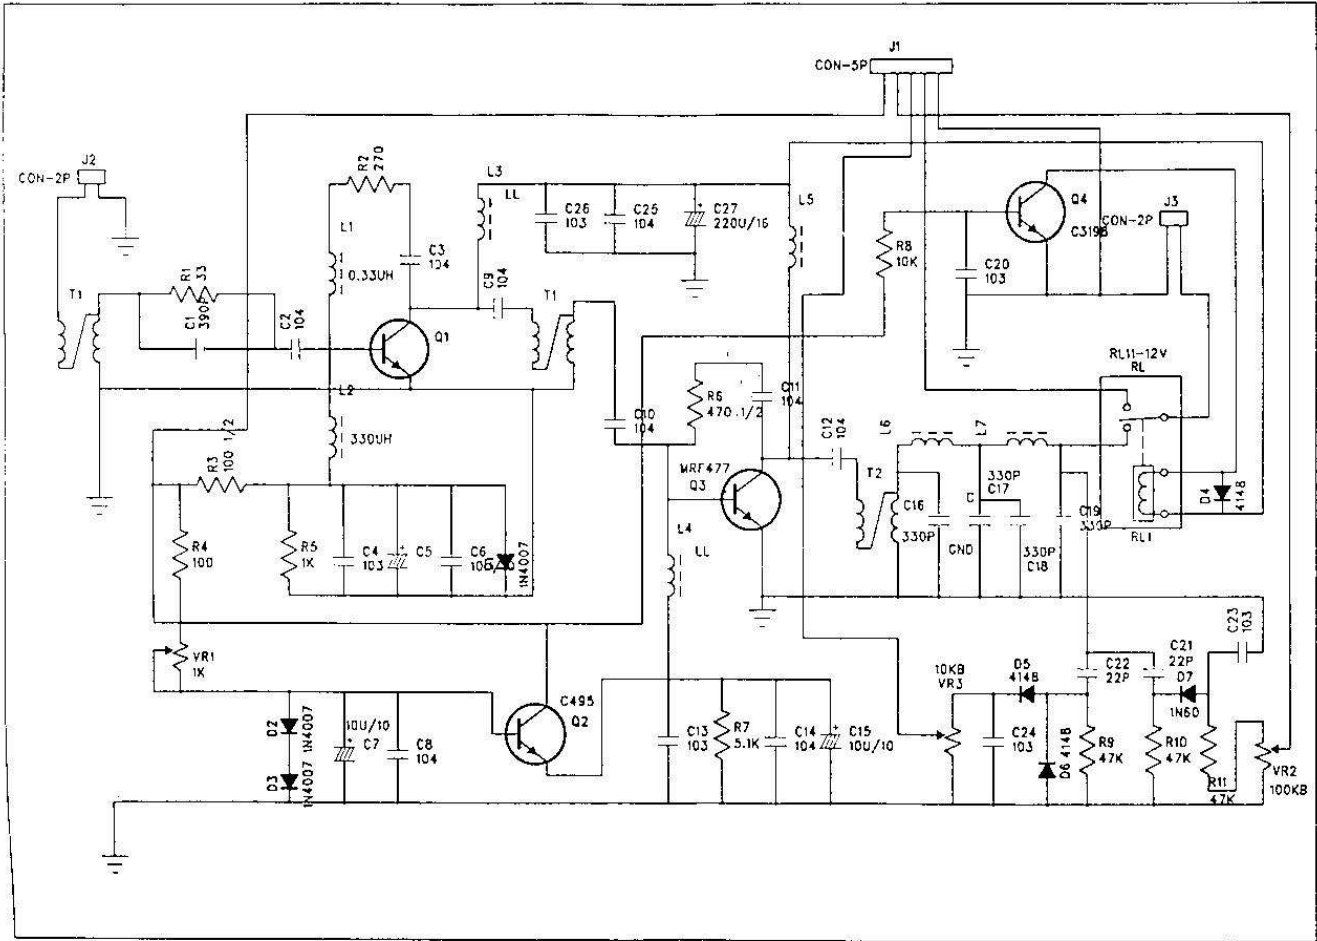 J1
CON-5P
J2
CON-2P
R2
270
L3
LL
C26
103
C25
104
C27
220U/16
L5
Q4
C3198
J3
CON-2P
L1
0.33UH
C3
104
R8
10K
C20
103
T1
R1
33
C1
390P
C2
104
Q1
C9
104
T1
RL11-12V
RL
L2
330UH
R3
100 1/2
C10
104
R6
470.1/2
C11
104
C12
104
L6
L7
MRF477
Q3
T2
330P
C17
C16
330P
C
GND
330P
C18
C19
330P
D4
4148
RL1
R4
100
R5
1K
C4
103
C5
C6
1N4007
L4
LL
C23
103
VR1
1K
C495
Q2
10KB
VR3
D5
4148
C22
22P
C21
22P
D7
1N60
D2
1N4007
D3
1N4007
10U/10
C7
C8
104
C13
103
R7
5.1K
C14
104
C15
10U/10
C24
103
D6 4148
R9
47K
R10
47K
R11
47K
VR2
100KB